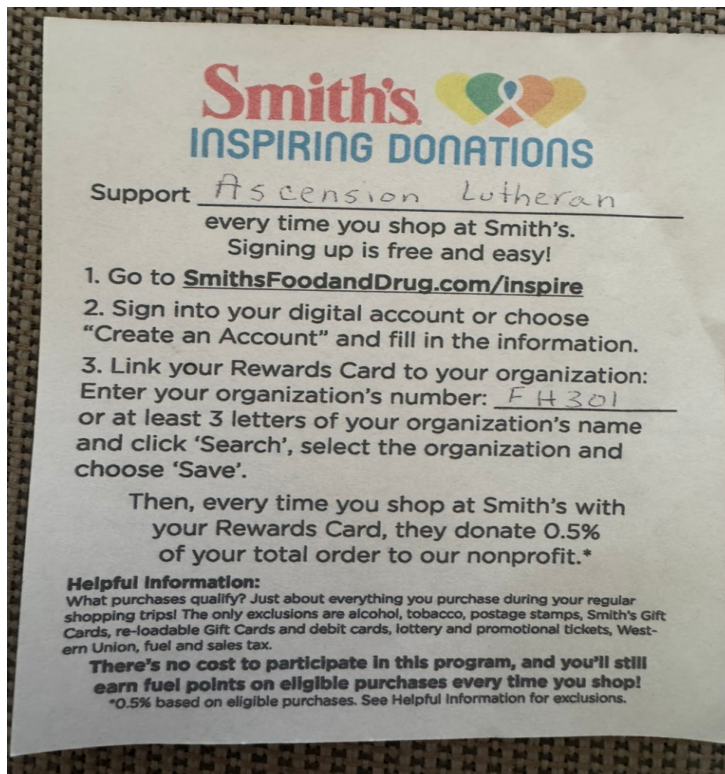 Smith's
INSPIRING DONATIONS
Support Ascension Lutheran
every time you shop at Smith's.
Signing up is free and easy!
1. Go to SmithsFoodandDrug.com/inspire
2. Sign into your digital account or choose
“Create an Account” and fill in the information.
3. Link your Rewards Card to your organization:
Enter your organization's number: FH301
or at least 3 letters of your organization's name
and click ‘Search’, select the organization and
choose ‘Save’.
Then, every time you shop at Smith's with
your Rewards Card, they donate 0.5%
of your total order to our nonprofit.*
Helpful Information:
What purchases qualify? Just about everything you purchase during your regular
shopping trips! The only exclusions are alcohol, tobacco, postage stamps, Smith's Gift
Cards, re-loadable Gift Cards and debit cards, lottery and promotional tickets, West-
ern Union, fuel and sales tax.
There's no cost to participate in this program, and you'll still
earn fuel points on eligible purchases every time you shop!
*0.5% based on eligible purchases. See Helpful Information for exclusions.